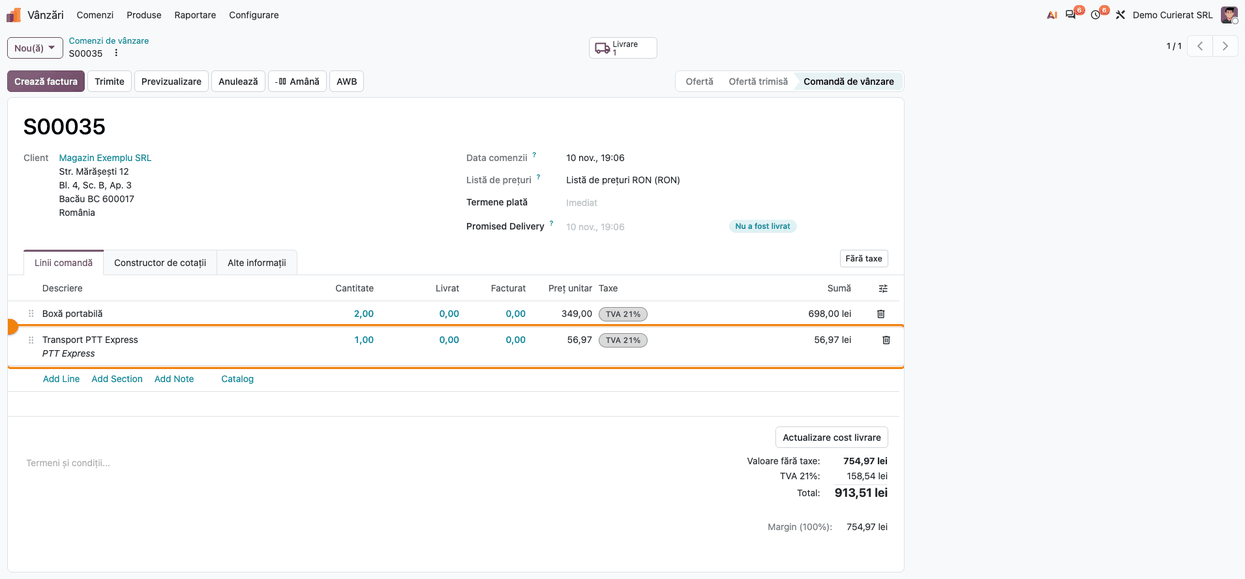 Vânzări Comenzi Produse Raportare Configurare AI 6 6 Demo Curierat SRL
Nou(ă) Comenzi de vânzare
S00035
Livrare
1
1 / 1
Crează factura Trimite Previzualizare Anulează Amână AWB Ofertă Ofertă trimisă Comandă de vânzare
S00035
Client Magazin Exemplu SRL
Str. Mărășești 12
Bl. 4, Sc. B, Ap. 3
Bacău BC 600017
România
Data comenzii ? 10 nov., 19:06
Listă de prețuri ? Listă de prețuri RON (RON)
Termene plată Imediat
Promised Delivery ? 10 nov., 19:06 Nu a fost livrat
Linii comandă Constructor de cotații Alte informații Fără taxe
Descriere Cantitate Livrat Facturat Preț unitar Taxe Sumă
Boxă portabilă 2,00 0,00 0,00 349,00 TVA 21% 698,00 lei
Transport PTT Express 1,00 0,00 0,00 56,97 TVA 21% 56,97 lei
PTT Express
Add Line Add Section Add Note Catalog
Actualizare cost livrare
Termeni și condiții...
Valoare fără taxe: 754,97 lei
TVA 21%: 158,54 lei
Total: 913,51 lei
Margin (100%): 754,97 lei